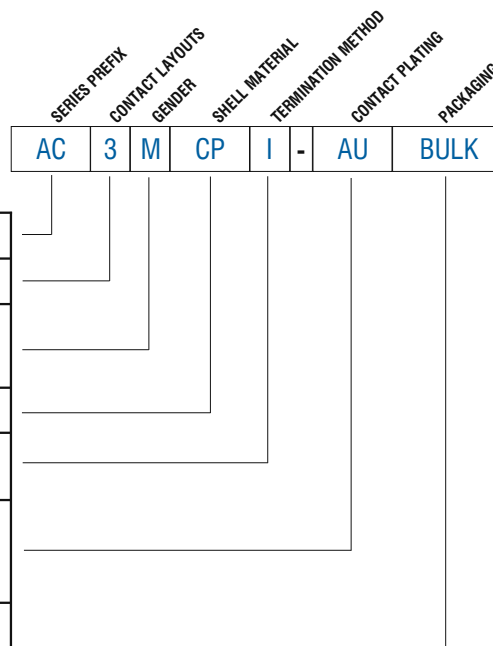 SERIES PREFIX
CONTACT LAYOUTS
GENDER
SHELL MATERIAL
TERMINATION METHOD
CONTACT PLATING
PACKAGING
AC 3 M CP I - AU BULK